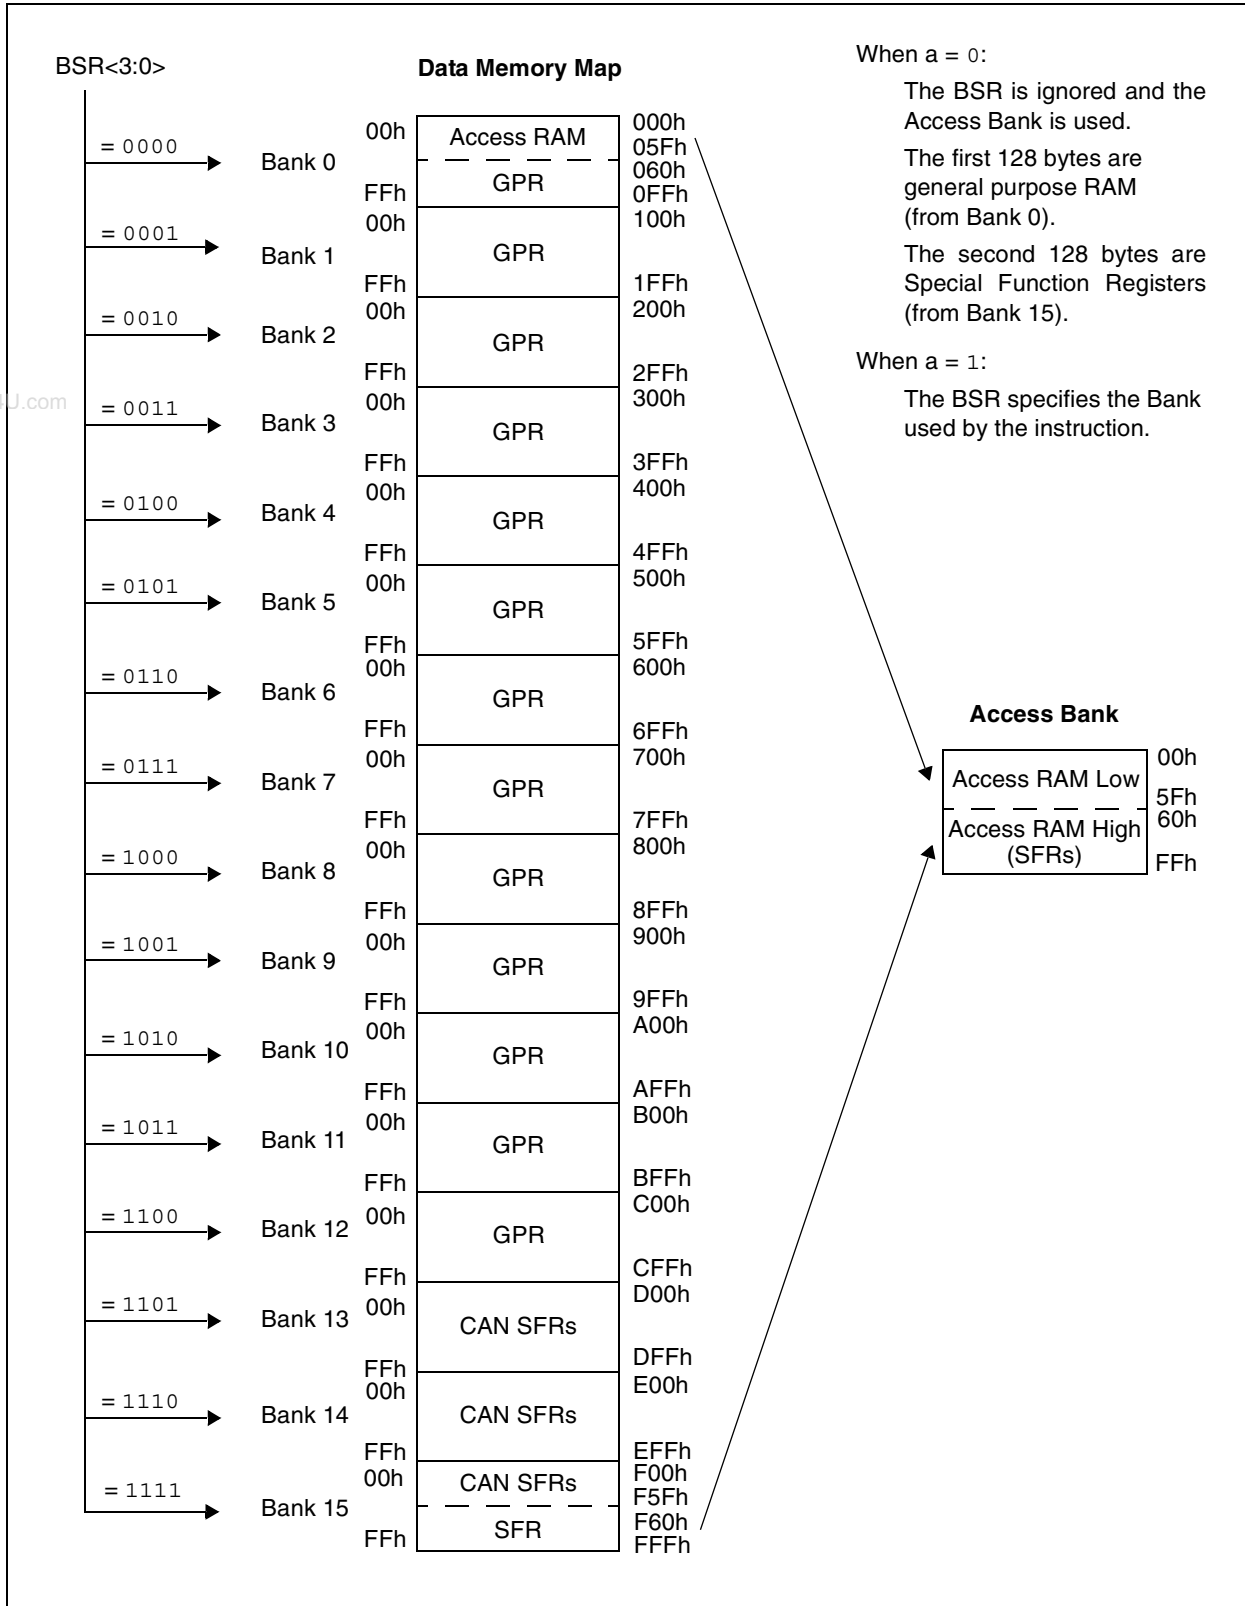 BSR<3:0>
Data Memory Map
When a = 0:
The BSR is ignored and the
Access Bank is used.
The first 128 bytes are
general purpose RAM
(from Bank 0).
The second 128 bytes are
Special Function Registers
(from Bank 15).
When a = 1:
The BSR specifies the Bank
used by the instruction.
= 0000
Bank 0
00h
FFh
Access RAM
GPR
000h
05Fh
060h
0FFh
= 0001
Bank 1
00h
FFh
GPR
100h
1FFh
= 0010
Bank 2
00h
FFh
GPR
200h
2FFh
4U.com
= 0011
Bank 3
00h
FFh
GPR
300h
3FFh
= 0100
Bank 4
00h
FFh
GPR
400h
4FFh
= 0101
Bank 5
00h
FFh
GPR
500h
5FFh
= 0110
Bank 6
00h
FFh
GPR
600h
6FFh
= 0111
Bank 7
00h
FFh
GPR
700h
7FFh
= 1000
Bank 8
00h
FFh
GPR
800h
8FFh
= 1001
Bank 9
00h
FFh
GPR
900h
9FFh
= 1010
Bank 10
00h
FFh
GPR
A00h
AFFh
= 1011
Bank 11
00h
FFh
GPR
B00h
BFFh
= 1100
Bank 12
00h
FFh
GPR
C00h
CFFh
= 1101
Bank 13
00h
FFh
CAN SFRs
D00h
DFFh
= 1110
Bank 14
00h
FFh
CAN SFRs
E00h
EFFh
= 1111
Bank 15
00h
FFh
CAN SFRs
SFR
F00h
F5Fh
F60h
FFFh
Access Bank
Access RAM Low
00h
5Fh
Access RAM High
(SFRs)
60h
FFh